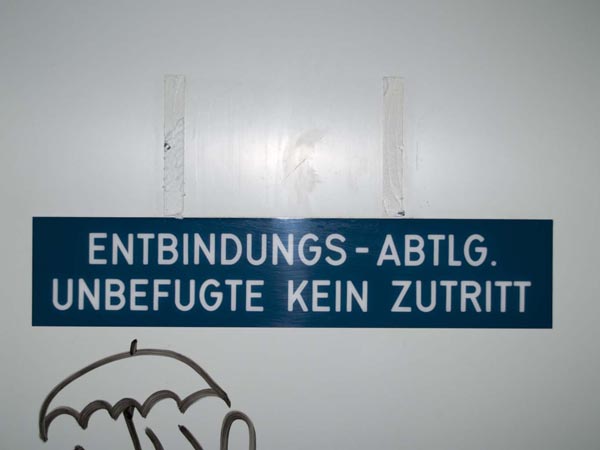 ENTBINDUNGS-ABTLG.
UNBEFUGTE KEIN ZUTRITT